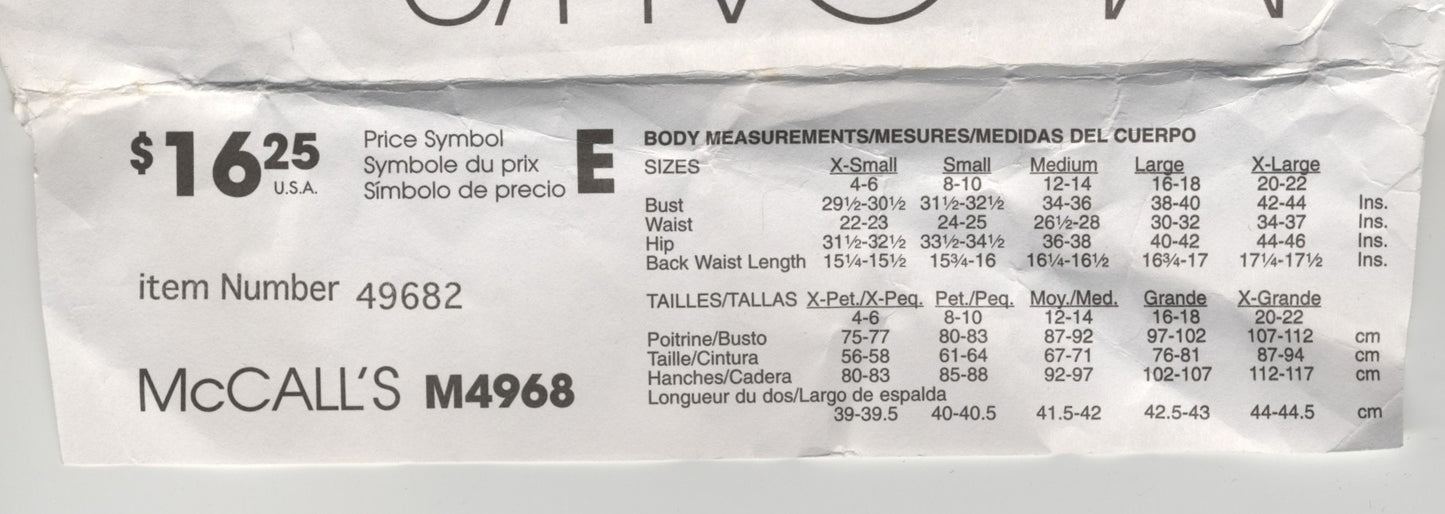 $16 25
U.S.A.
Price Symbol
Symbole du prix
Símbolo de precio
E
item Number 49682
McCALL'S M4968
BODY MEASUREMENTS/MESURES/MEDIDAS DEL CUERPO
SIZES X-Small Small Medium Large X-Large
4-6 8-10 12-14 16-18 20-22
Bust 29½-30½ 31½-32½ 34-36 38-40 42-44 Ins.
Waist 22-23 24-25 26½-28 30-32 34-37 Ins.
Hip 31½-32½ 33½-34½ 36-38 40-42 44-46 Ins.
Back Waist Length 15¼-15½ 15¾-16 16¼-16½ 16¾-17 17¼-17½ Ins.
TAILLES/TALLAS X-Pet./X-Peq. Pet./Peq. Moy./Med. Grande X-Grande
4-6 8-10 12-14 16-18 20-22
Poitrine/Busto 75-77 80-83 87-92 97-102 107-112 cm
Taille/Cintura 56-58 61-64 67-71 76-81 87-94 cm
Hanches/Cadera 80-83 85-88 92-97 102-107 112-117 cm
Longueur du dos/Largo de espalda
39-39.5 40-40.5 41.5-42 42.5-43 44-44.5 cm